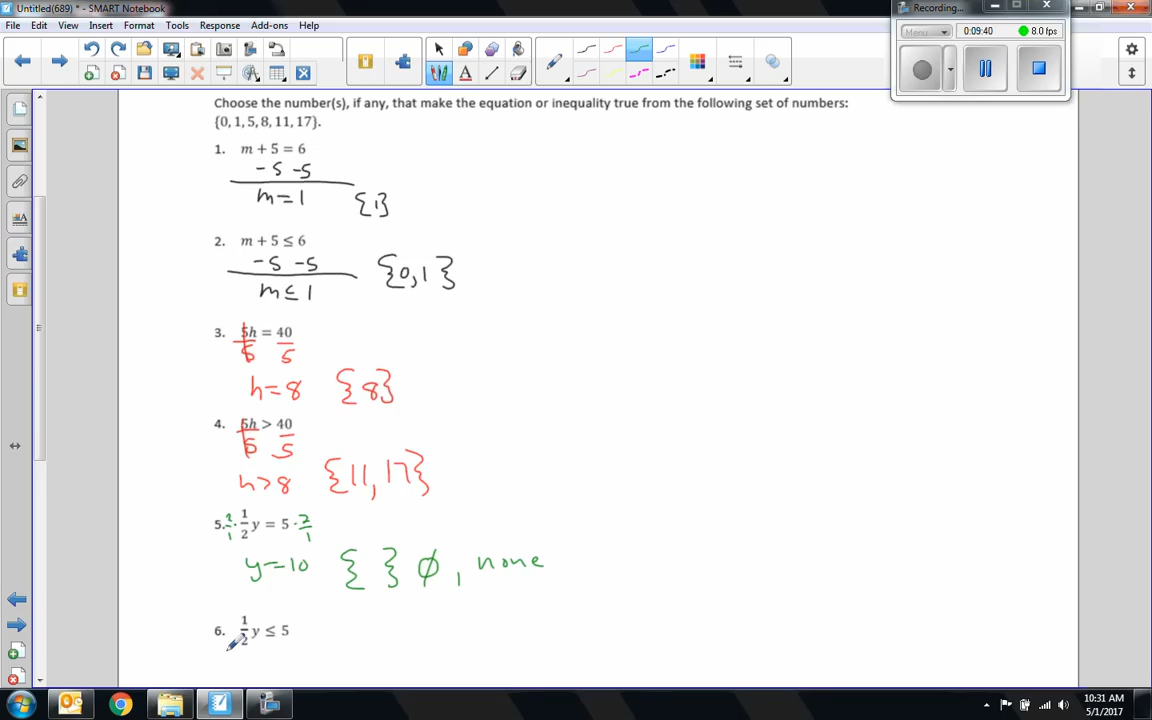 Untitled(689) * - SMART Notebook
Recording...
File Edit View Insert Format Tools Response Add-ons Help
Menu
0:09:40
8.0 fps
Choose the number(s), if any, that make the equation or inequality true from the following set of numbers:
{0, 1, 5, 8, 11, 17}.
1. m + 5 = 6
-5 -5
m = 1 {1}
2. m + 5 ≤ 6
-5 -5
m ≤ 1 {0,1}
3. 5h = 40
5 5
h = 8 {8}
4. 5h > 40
5 5
h > 8 {11, 17}
5. 2/1 · 1/2 y = 5 · 2/1
y = 10 { } ∅, none
6. 1/2 y ≤ 5
10:31 AM
5/1/2017